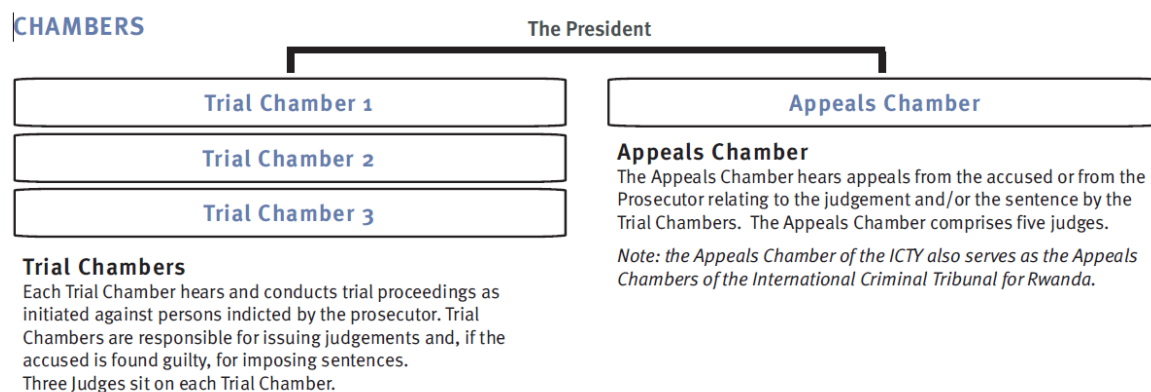 CHAMBERS
The President
Trial Chamber 1
Trial Chamber 2
Trial Chamber 3
Trial Chambers
Each Trial Chamber hears and conducts trial proceedings as
initiated against persons indicted by the prosecutor. Trial
Chambers are responsible for issuing judgements and, if the
accused is found guilty, for imposing sentences.
Three Judges sit on each Trial Chamber.
Appeals Chamber
Appeals Chamber
The Appeals Chamber hears appeals from the accused or from the
Prosecutor relating to the judgement and/or the sentence by the
Trial Chambers. The Appeals Chamber comprises five judges.
Note: the Appeals Chamber of the ICTY also serves as the Appeals
Chambers of the International Criminal Tribunal for Rwanda.